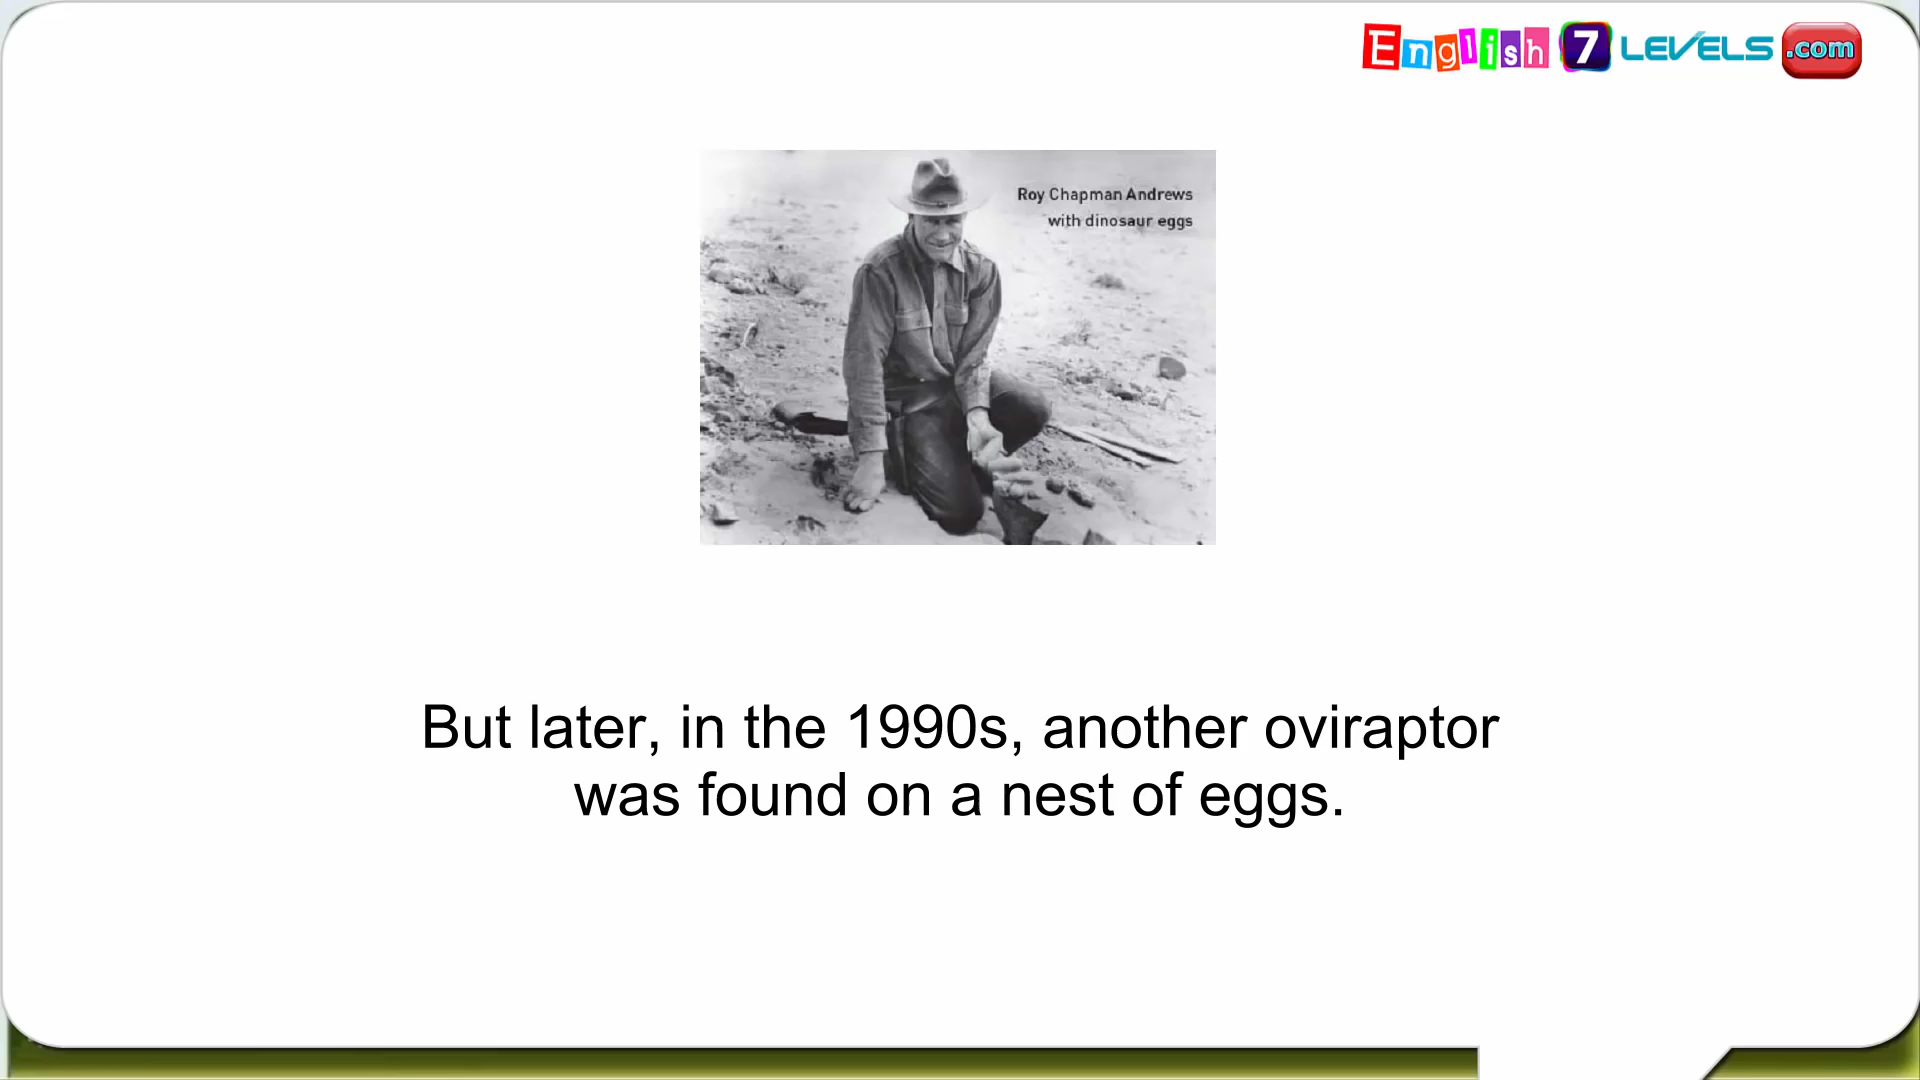 English 7 LEVELS .com
Roy Chapman Andrews
with dinosaur eggs
But later, in the 1990s, another oviraptor
was found on a nest of eggs.